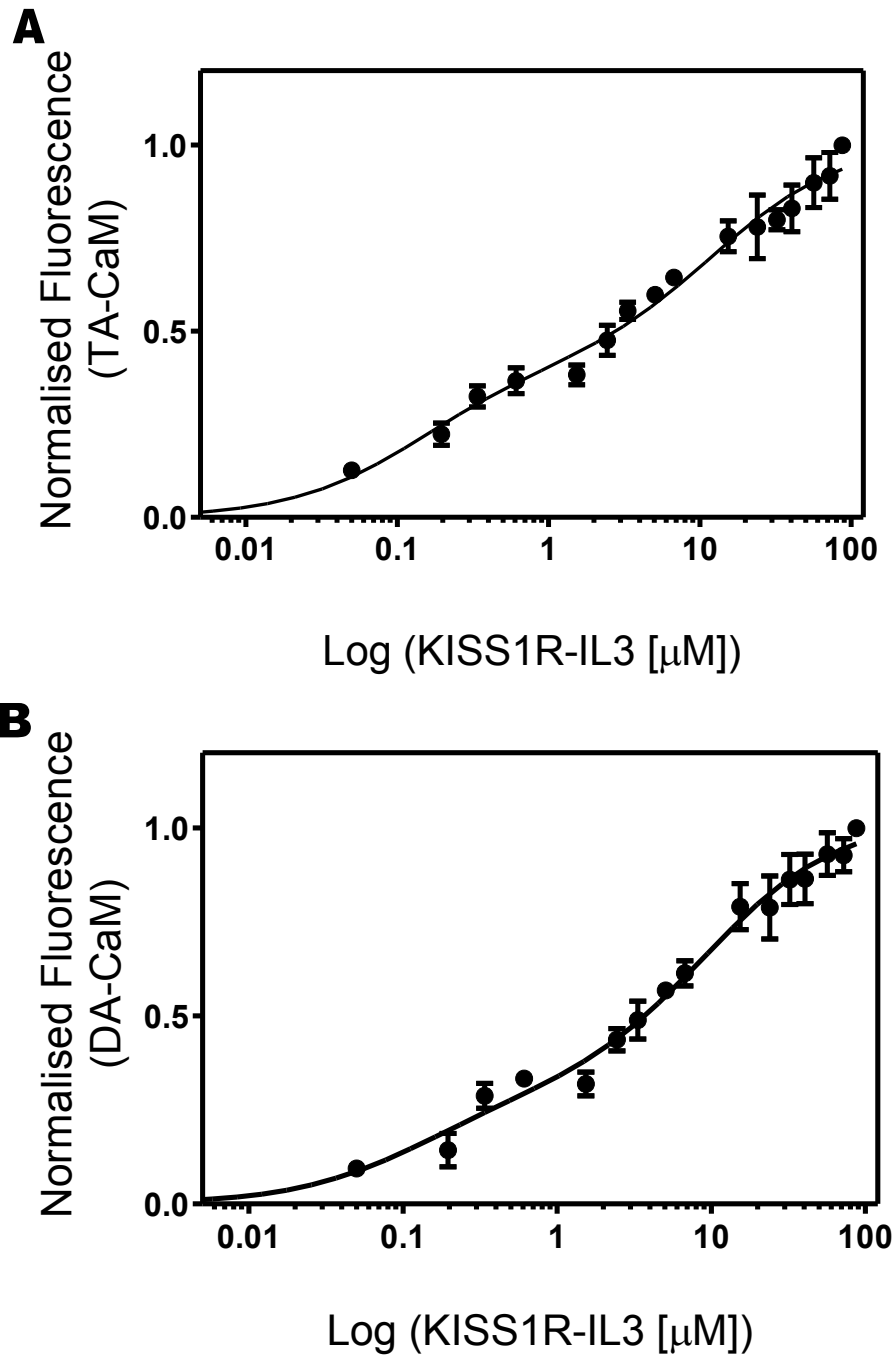 A
Normalised Fluorescence
(TA-CaM)
1.0
0.5
0.0
0.01 0.1 1 10 100
Log (KISS1R-IL3 [μM])
B
Normalised Fluorescence
(DA-CaM)
1.0
0.5
0.0
0.01 0.1 1 10 100
Log (KISS1R-IL3 [μM])